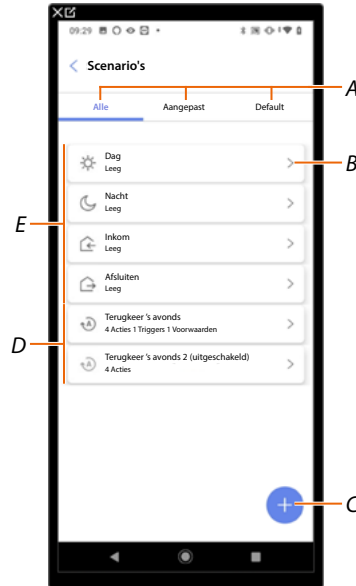 09:29
Scenario's
A
Alle Aangepast Default
Dag
Leeg
B
Nacht
Leeg
E
Inkom
Leeg
Afsluiten
Leeg
Terugkeer 's avonds
4 Acties 1 Triggers 1 Voorwaarden
D
Terugkeer 's avonds 2 (uitgeschakeld)
4 Acties
C